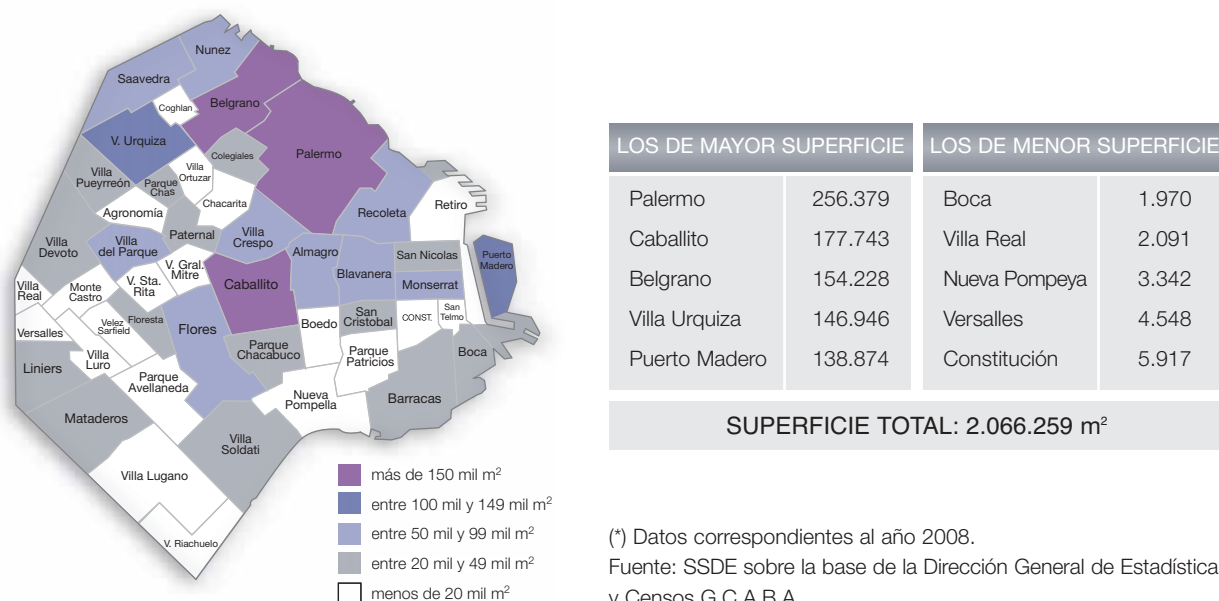 Nunez
Saavedra
Coghlan
Belgrano
V. Urquiza
Colegiales
Palermo
Villa
Pueyrreón
Parque
Chas
Villa
Ortuzar
Chacarita
Agronomía
Recoleta
Retiro
Villa
Devoto
Villa
del Parque
Paternal
Villa
Crespo
Almagro
San Nicolas
Puerto
Madero
Villa
Real
Monte
Castro
V. Sta.
Rita
V. Gral.
Mitre
Caballito
Blavanera
Monserrat
Versalles
Velez
Sarfield
Floresta
Flores
Boedo
San
Cristobal
CONST.
San
Telmo
Liniers
Villa
Luro
Parque
Avellaneda
Parque
Chacabuco
Parque
Patricios
Boca
Mataderos
Nueva
Pompella
Barracas
Villa
Soldati
Villa Lugano
V. Riachuelo
más de 150 mil m²
entre 100 mil y 149 mil m²
entre 50 mil y 99 mil m²
entre 20 mil y 49 mil m²
menos de 20 mil m²
LOS DE MAYOR SUPERFICIE
Palermo 256.379
Caballito 177.743
Belgrano 154.228
Villa Urquiza 146.946
Puerto Madero 138.874
LOS DE MENOR SUPERFICIE
Boca 1.970
Villa Real 2.091
Nueva Pompeya 3.342
Versalles 4.548
Constitución 5.917
SUPERFICIE TOTAL: 2.066.259 m²
(*) Datos correspondientes al año 2008.
Fuente: SSDE sobre la base de la Dirección General de Estadística
y Censos G.C.A.B.A.